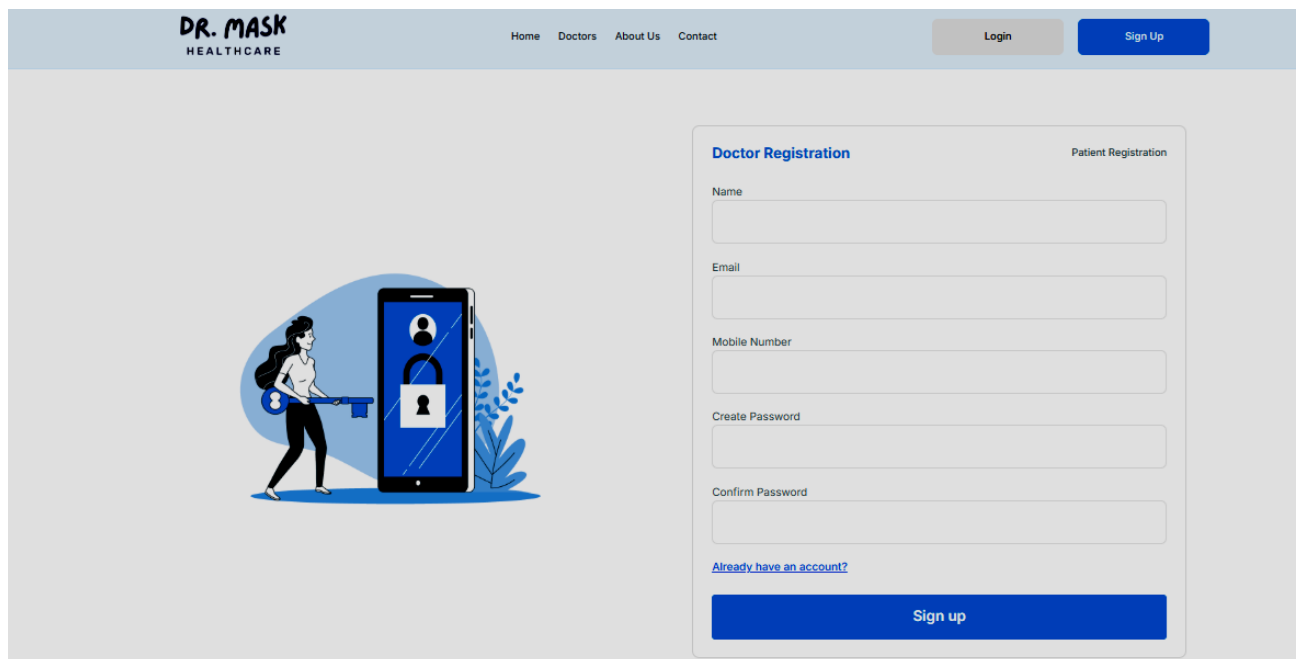 DR. MASK
HEALTHCARE
Home Doctors About Us Contact
Login
Sign Up
Doctor Registration
Patient Registration
Name
Email
Mobile Number
Create Password
Confirm Password
Already have an account?
Sign up